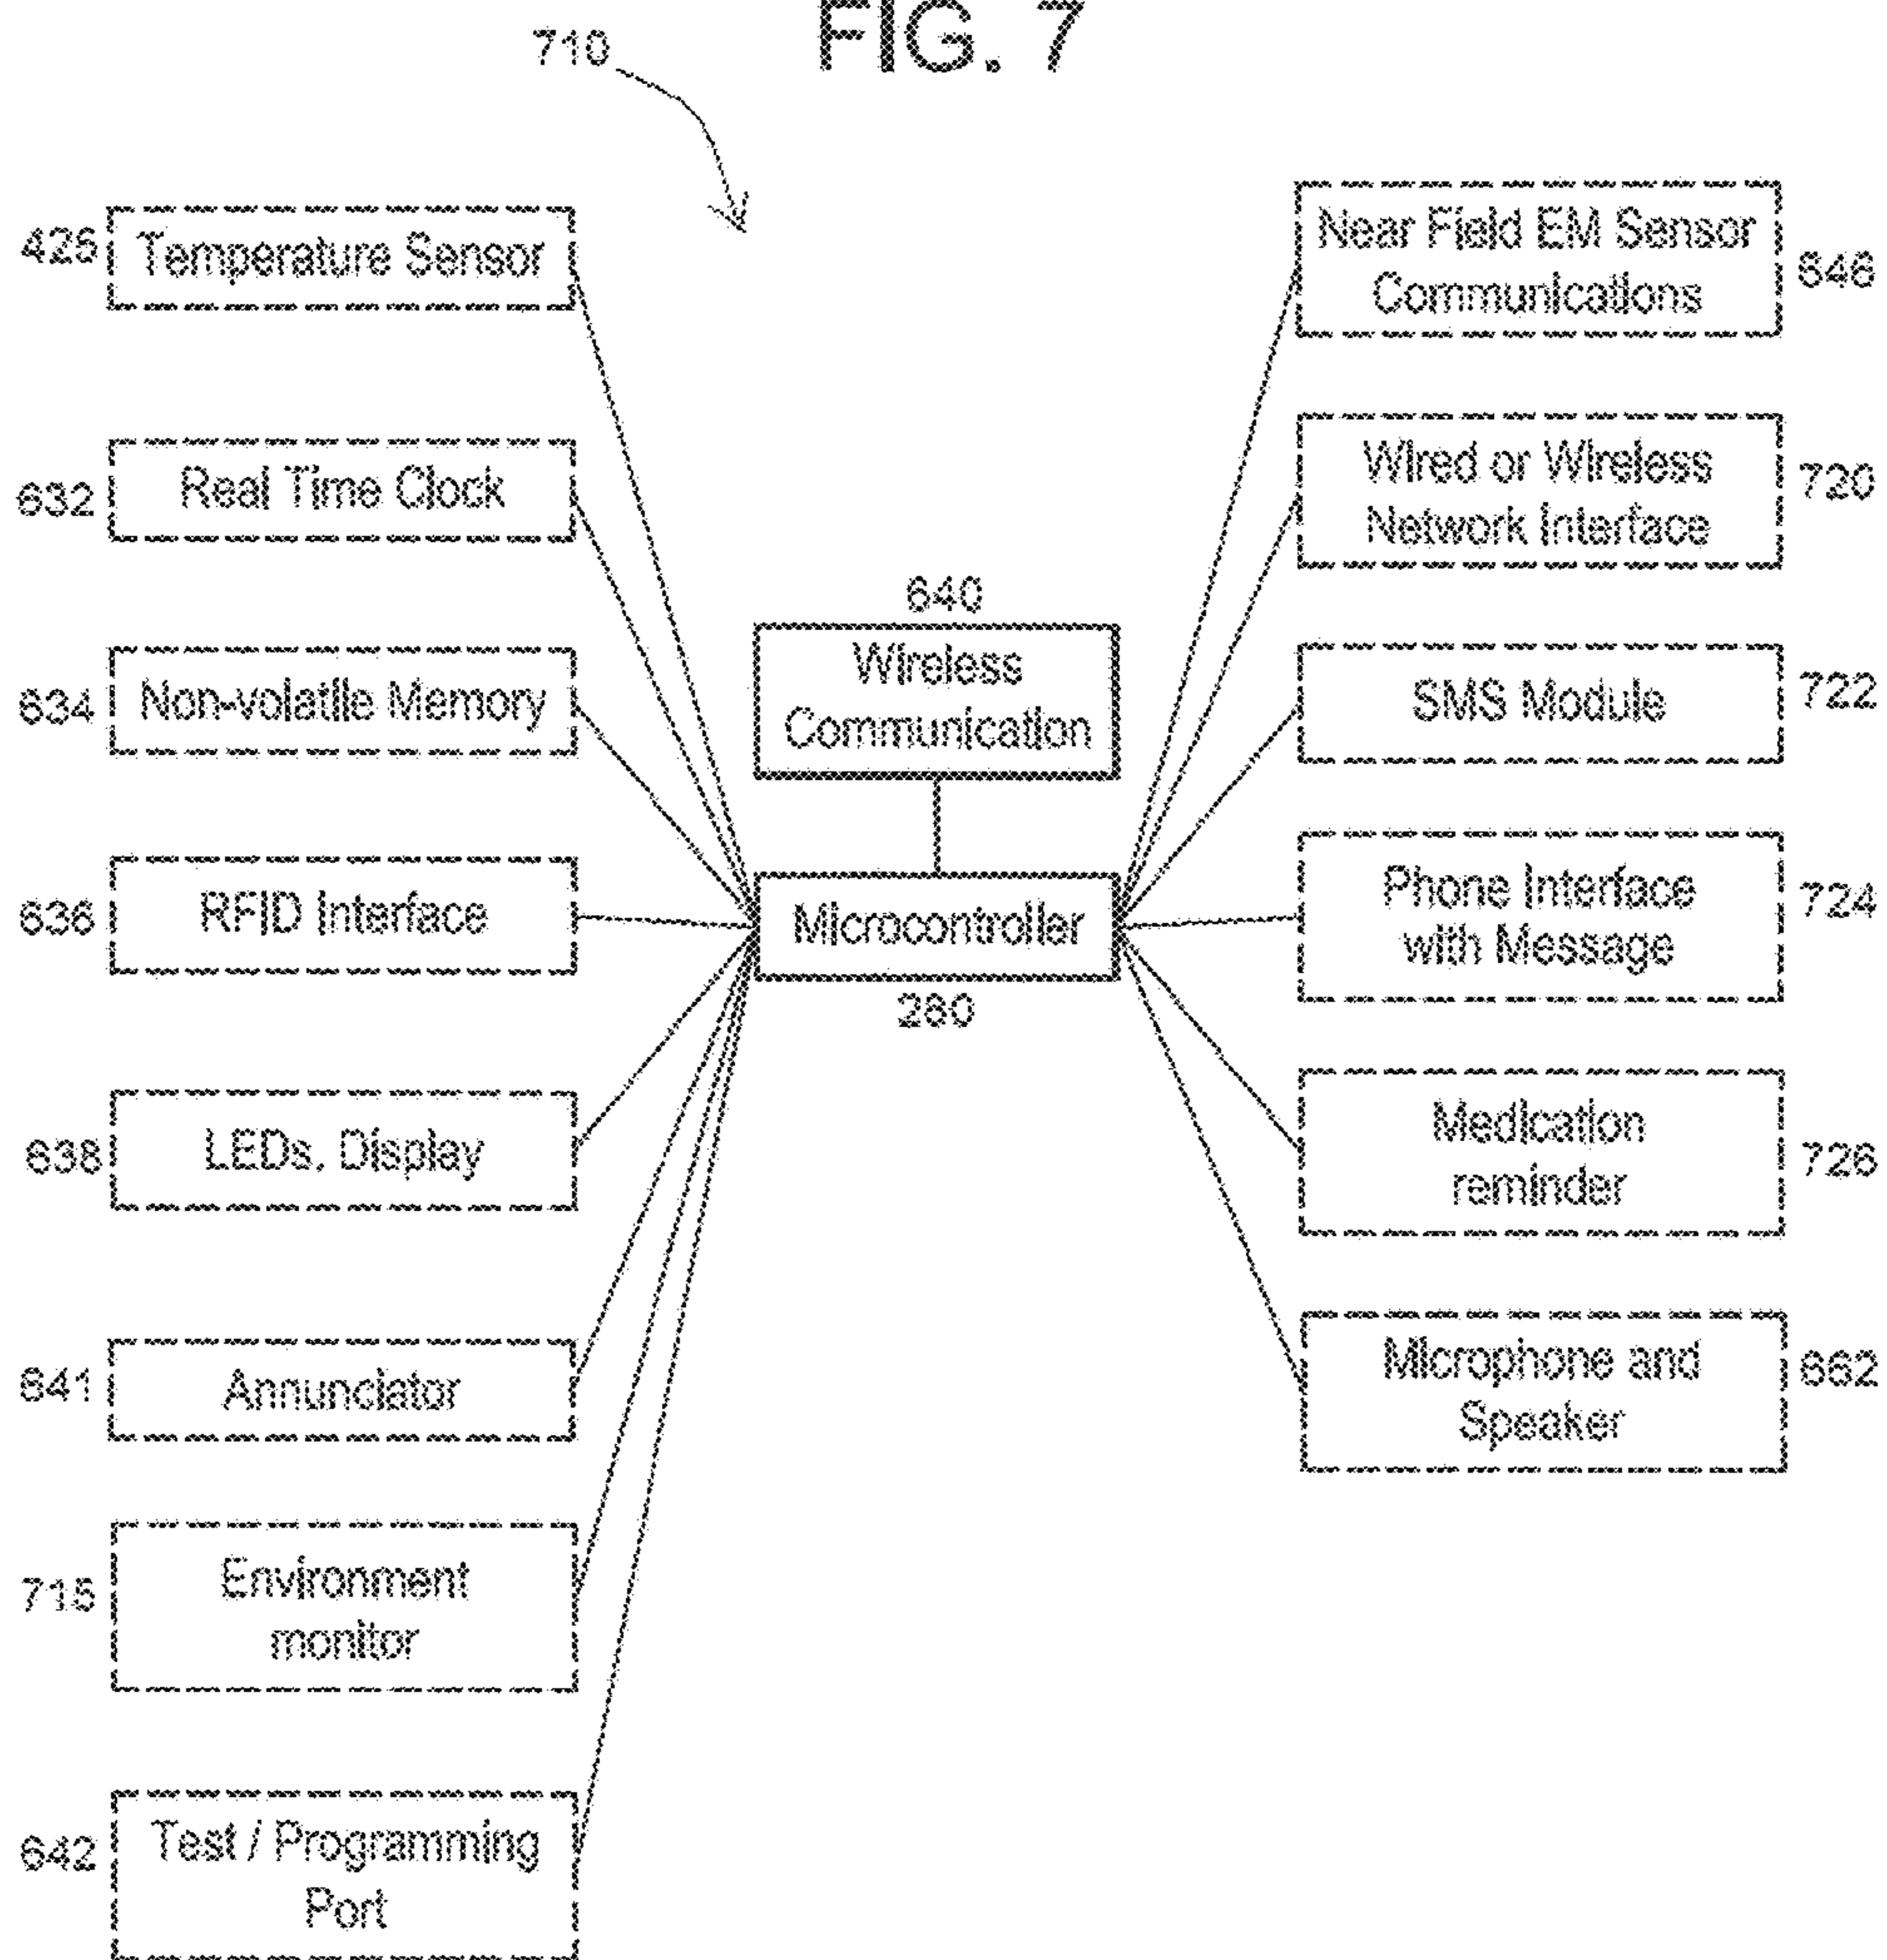 FIG. 7
710
425
Temperature Sensor
632
Real Time Clock
634
Non-volatile Memory
636
RFID Interface
638
LEDs, Display
641
Annunciator
715
Environment
monitor
642
Test / Programming
Port
640
Wireless
Communication
Microcontroller
280
Near Field EM Sensor
Communications
646
Wired or Wireless
Network Interface
720
SMS Module
722
Phone Interface
with Message
724
Medication
reminder
726
Microphone and
Speaker
662